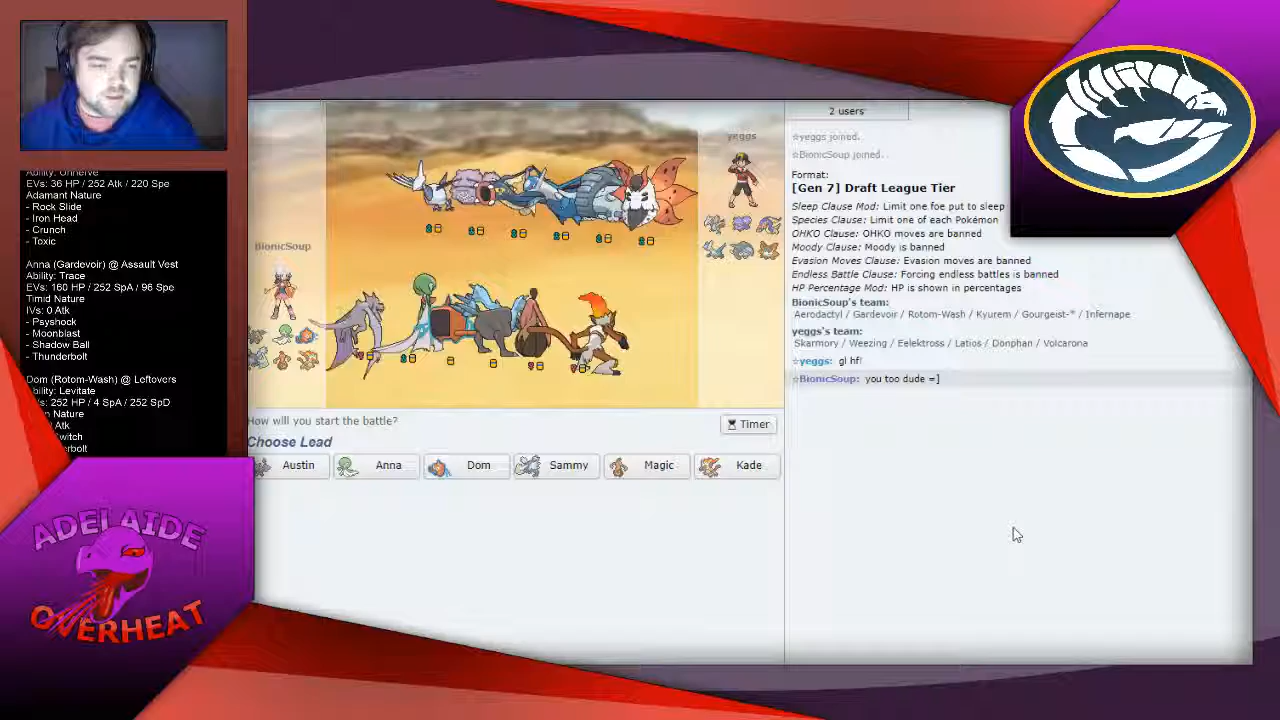 Ability: Unnerve
EVs: 36 HP / 252 Atk / 220 Spe
Adamant Nature
- Rock Slide
- Iron Head
- Crunch
- Toxic
Anna (Gardevoir) @ Assault Vest
Ability: Trace
EVs: 160 HP / 252 SpA / 96 Spe
Timid Nature
IVs: 0 Atk
- Psyshock
- Moonblast
- Shadow Ball
- Thunderbolt
Dom (Rotom-Wash) @ Leftovers
bility: Levitate
s: 252 HP / 4 SpA / 252 SpD
Nature
Atk
ADELAIDE
OVERHEAT
yeggs
BionicSoup
How will you start the battle?
Timer
Choose Lead
Austin
Anna
Dom
Sammy
Magic
Kade
2 users
☆yeggs joined.
☆BionicSoup joined.
Format:
[Gen 7] Draft League Tier
Sleep Clause Mod: Limit one foe put to sleep
Species Clause: Limit one of each Pokémon
OHKO Clause: OHKO moves are banned
Moody Clause: Moody is banned
Evasion Moves Clause: Evasion moves are banned
Endless Battle Clause: Forcing endless battles is banned
HP Percentage Mod: HP is shown in percentages
BionicSoup's team:
Aerodactyl / Gardevoir / Rotom-Wash / Kyurem / Gourgeist-* / Infernape
yeggs's team:
Skarmory / Weezing / Eelektross / Latios / Donphan / Volcarona
☆yeggs: gl hf!
☆BionicSoup: you too dude =]